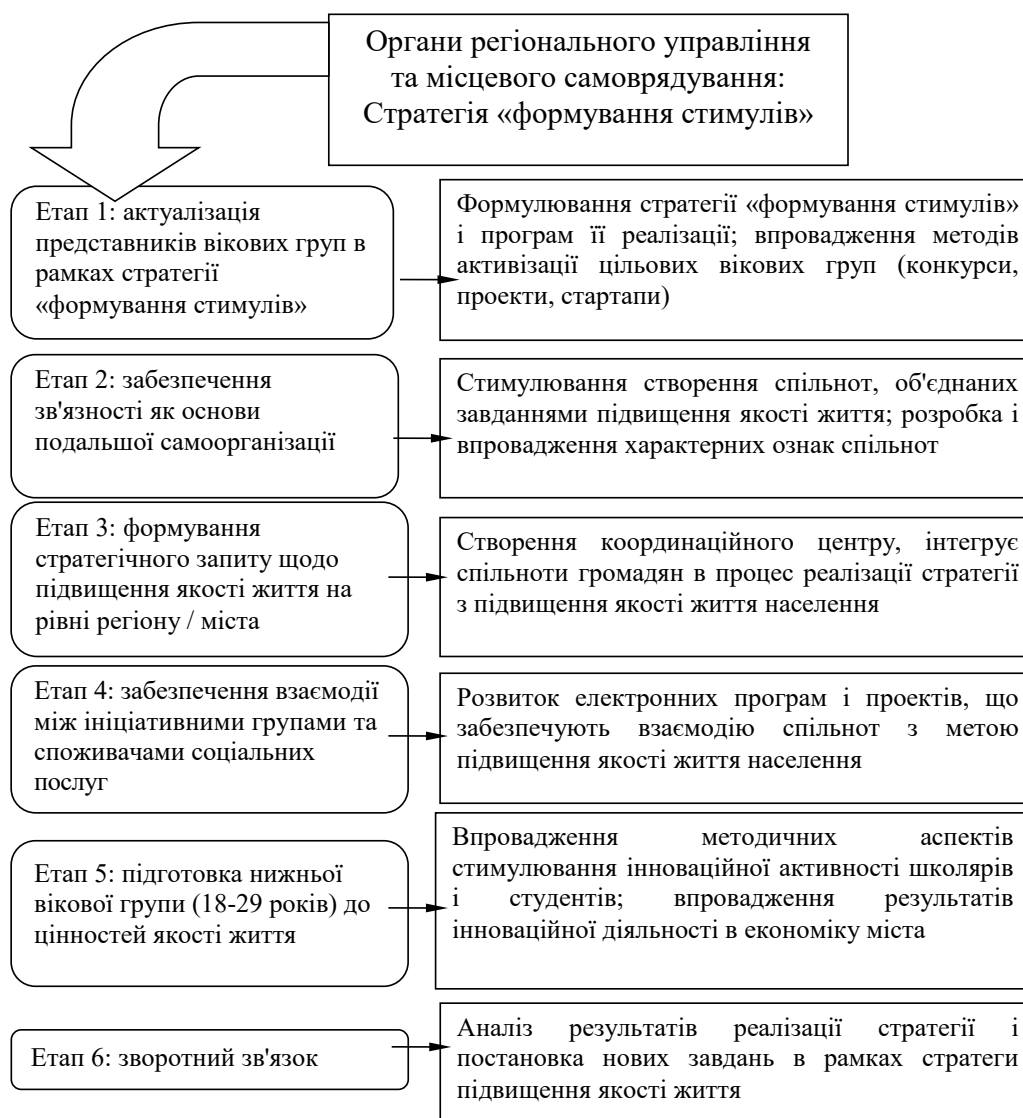 Органи регіонального управління
та місцевого самоврядування:
Стратегія «формування стимулів»
Етап 1: актуалізація
представників вікових груп в
рамках стратегії
«формування стимулів»
Формулювання стратегії «формування стимулів»
і програм її реалізації; впровадження методів
активізації цільових вікових груп (конкурси,
проекти, стартапи)
Етап 2: забезпечення
зв'язності як основи
подальшої самоорганізації
Стимулювання створення спільнот, об'єднаних
завданнями підвищення якості життя; розробка і
впровадження характерних ознак спільнот
Етап 3: формування
стратегічного запиту щодо
підвищення якості життя на
рівні регіону / міста
Створення координаційного центру, інтегрує
спільноти громадян в процес реалізації стратегії
з підвищення якості життя населення
Етап 4: забезпечення взаємодії
між ініціативними групами та
споживачами соціальних
послуг
Розвиток електронних програм і проектів, що
забезпечують взаємодію спільнот з метою
підвищення якості життя населення
Етап 5: підготовка нижньої
вікової групи (18-29 років) до
цінностей якості життя
Впровадження методичних аспектів
стимулювання інноваційної активності школярів
і студентів; впровадження результатів
інноваційної діяльності в економіку міста
Етап 6: зворотний зв'язок
Аналіз результатів реалізації стратегії і
постановка нових завдань в рамках стратеги
підвищення якості життя